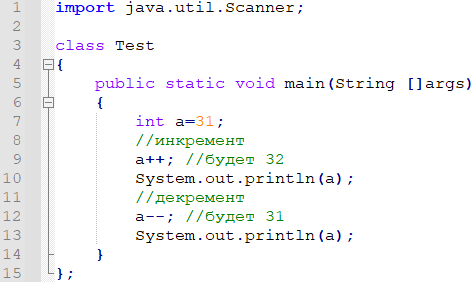 1 import java.util.Scanner;
2
3 class Test
4 {
5 public static void main(String []args)
6 {
7 int a=31;
8 //инкремент
9 a++; //будет 32
10 System.out.println(a);
11 //декремент
12 a--; //будет 31
13 System.out.println(a);
14 }
15 };